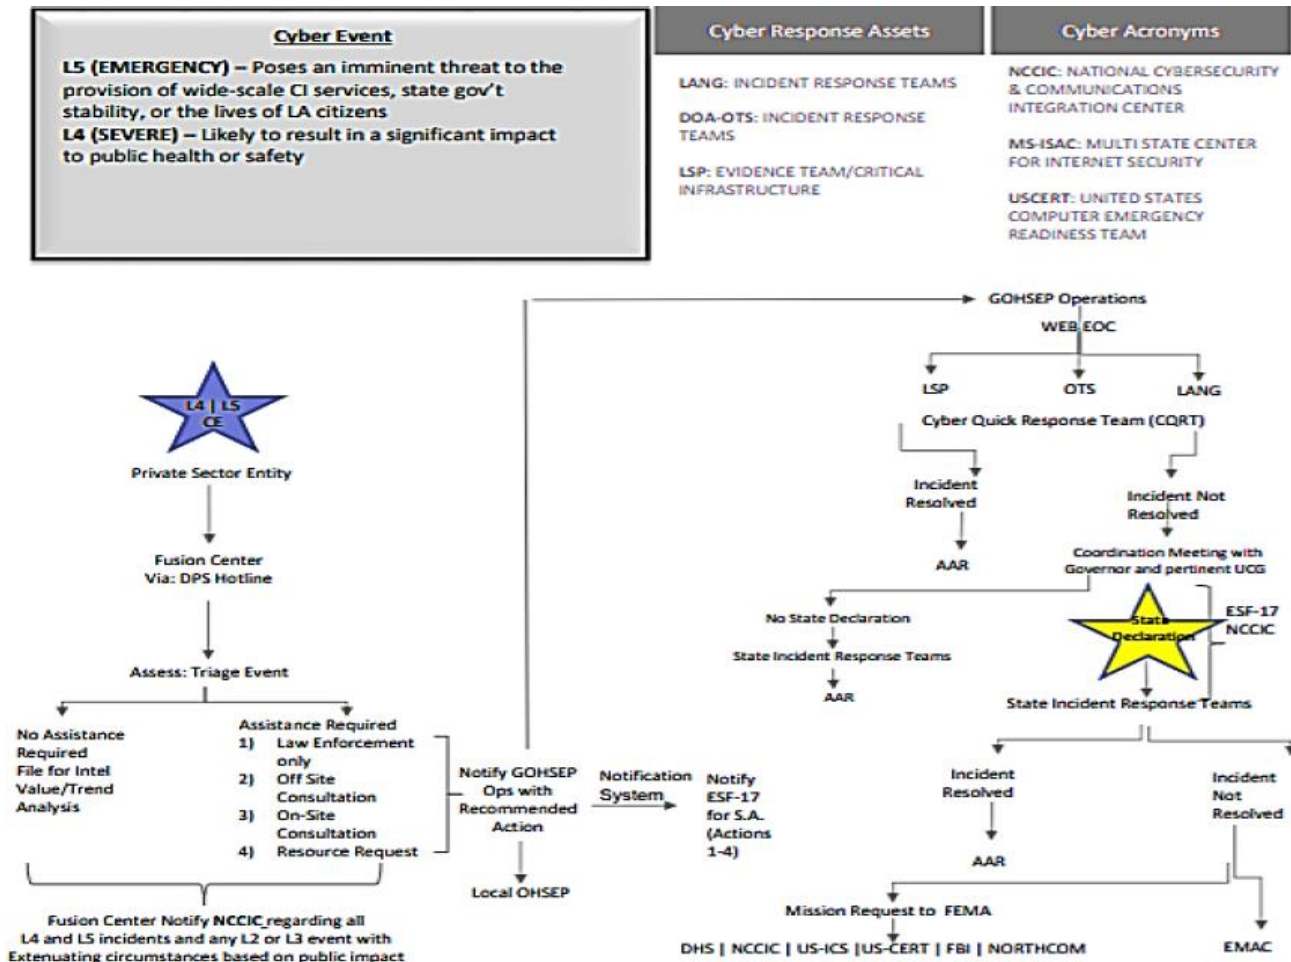 Cyber Event
L5 (EMERGENCY) – Poses an imminent threat to the
provision of wide-scale CI services, state gov't
stability, or the lives of LA citizens
L4 (SEVERE) – Likely to result in a significant impact
to public health or safety
Cyber Response Assets
LANG: INCIDENT RESPONSE TEAMS
DOA-OTS: INCIDENT RESPONSE
TEAMS
LSP: EVIDENCE TEAM/CRITICAL
INFRASTRUCTURE
Cyber Acronyms
NCCIC: NATIONAL CYBERSECURITY
& COMMUNICATIONS
INTEGRATION CENTER
MS-ISAC: MULTI STATE CENTER
FOR INTERNET SECURITY
USCERT: UNITED STATES
COMPUTER EMERGENCY
READINESS TEAM
L4 | L5
CE
Private Sector Entity
Fusion Center
Via: DPS Hotline
Assess: Triage Event
No Assistance
Required
File for Intel
Value/Trend
Analysis
Assistance Required
1) Law Enforcement
only
2) Off Site
Consultation
3) On-Site
Consultation
4) Resource Request
Fusion Center Notify NCCIC regarding all
L4 and L5 incidents and any L2 or L3 event with
Extenuating circumstances based on public impact
Notify GOHSEP
Ops with
Recommended
Action
Local OHSEP
Notification
System
Notify
ESF-17
for S.A.
(Actions
1-4)
GOHSEP Operations
WEB EOC
LSP
OTS
LANG
Cyber Quick Response Team (CQRT)
Incident
Resolved
AAR
Incident Not
Resolved
Coordination Meeting with
Governor and pertinent UCG
No State Declaration
State Incident Response Teams
AAR
State
Declaration
ESF-17
NCCIC
State Incident Response Teams
Incident
Resolved
AAR
Incident
Not
Resolved
Mission Request to FEMA
DHS | NCCIC | US-ICS |US-CERT | FBI | NORTHCOM
EMAC